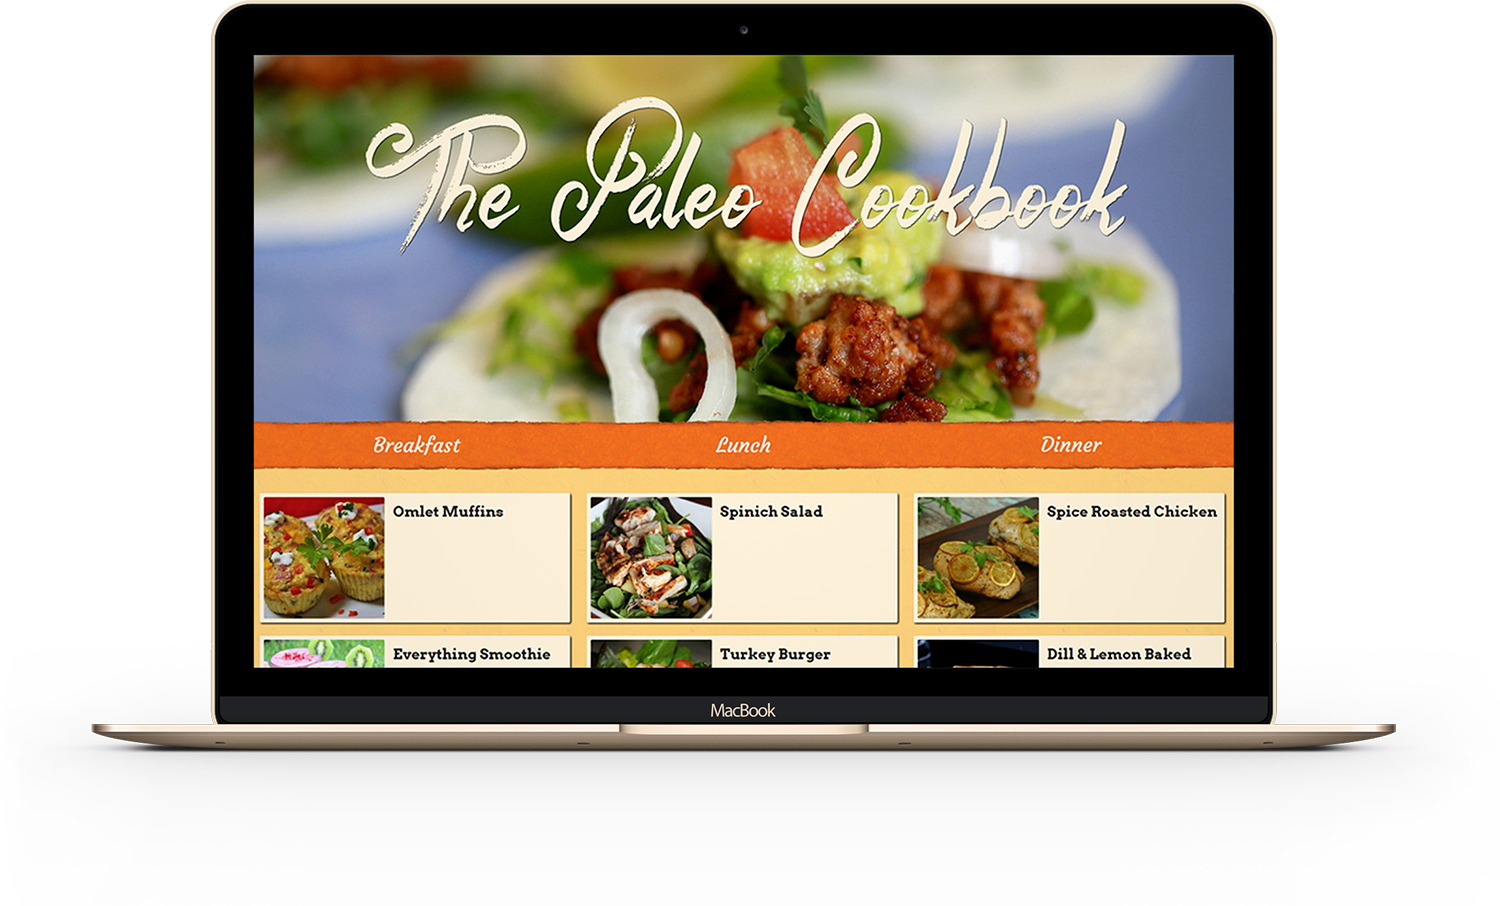 The Paleo Cookbook
Breakfast Lunch Dinner
Omlet Muffins
Spinich Salad
Spice Roasted Chicken
Everything Smoothie
Turkey Burger
Dill & Lemon Baked
MacBook